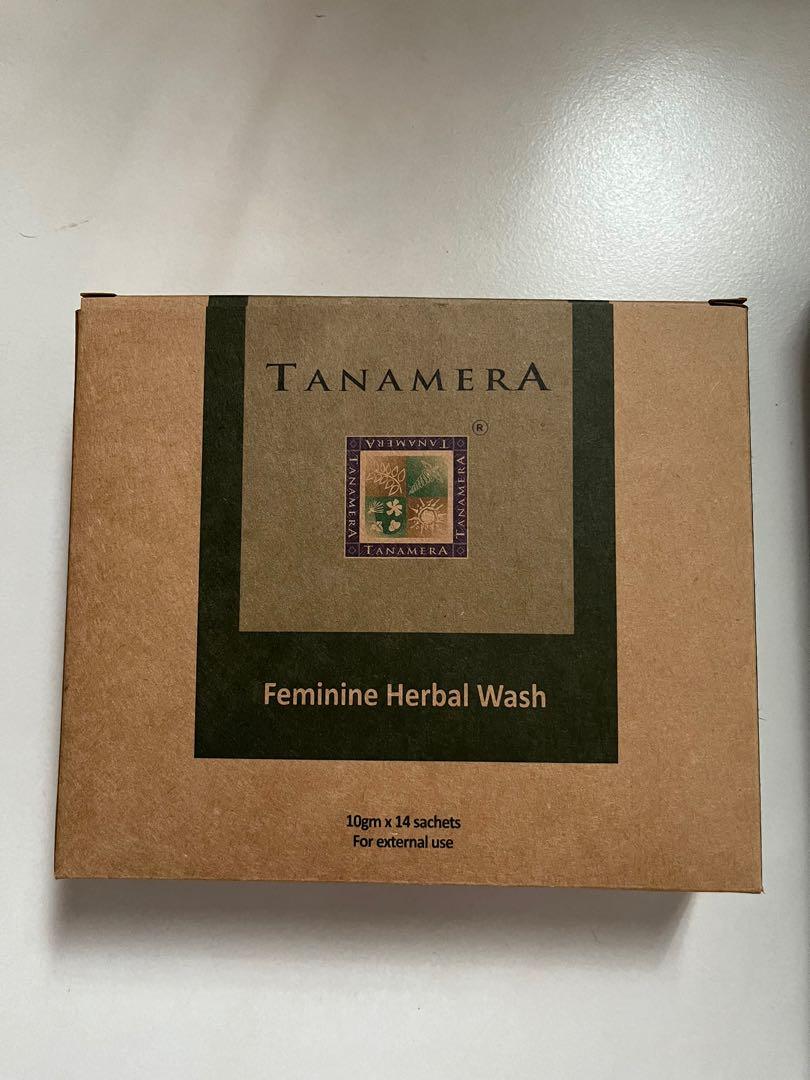 TANAMERA
®
TANAMERA
TANAMERA
TANAMERA
TANAMERA
Feminine Herbal Wash
10gm x 14 sachets
For external use